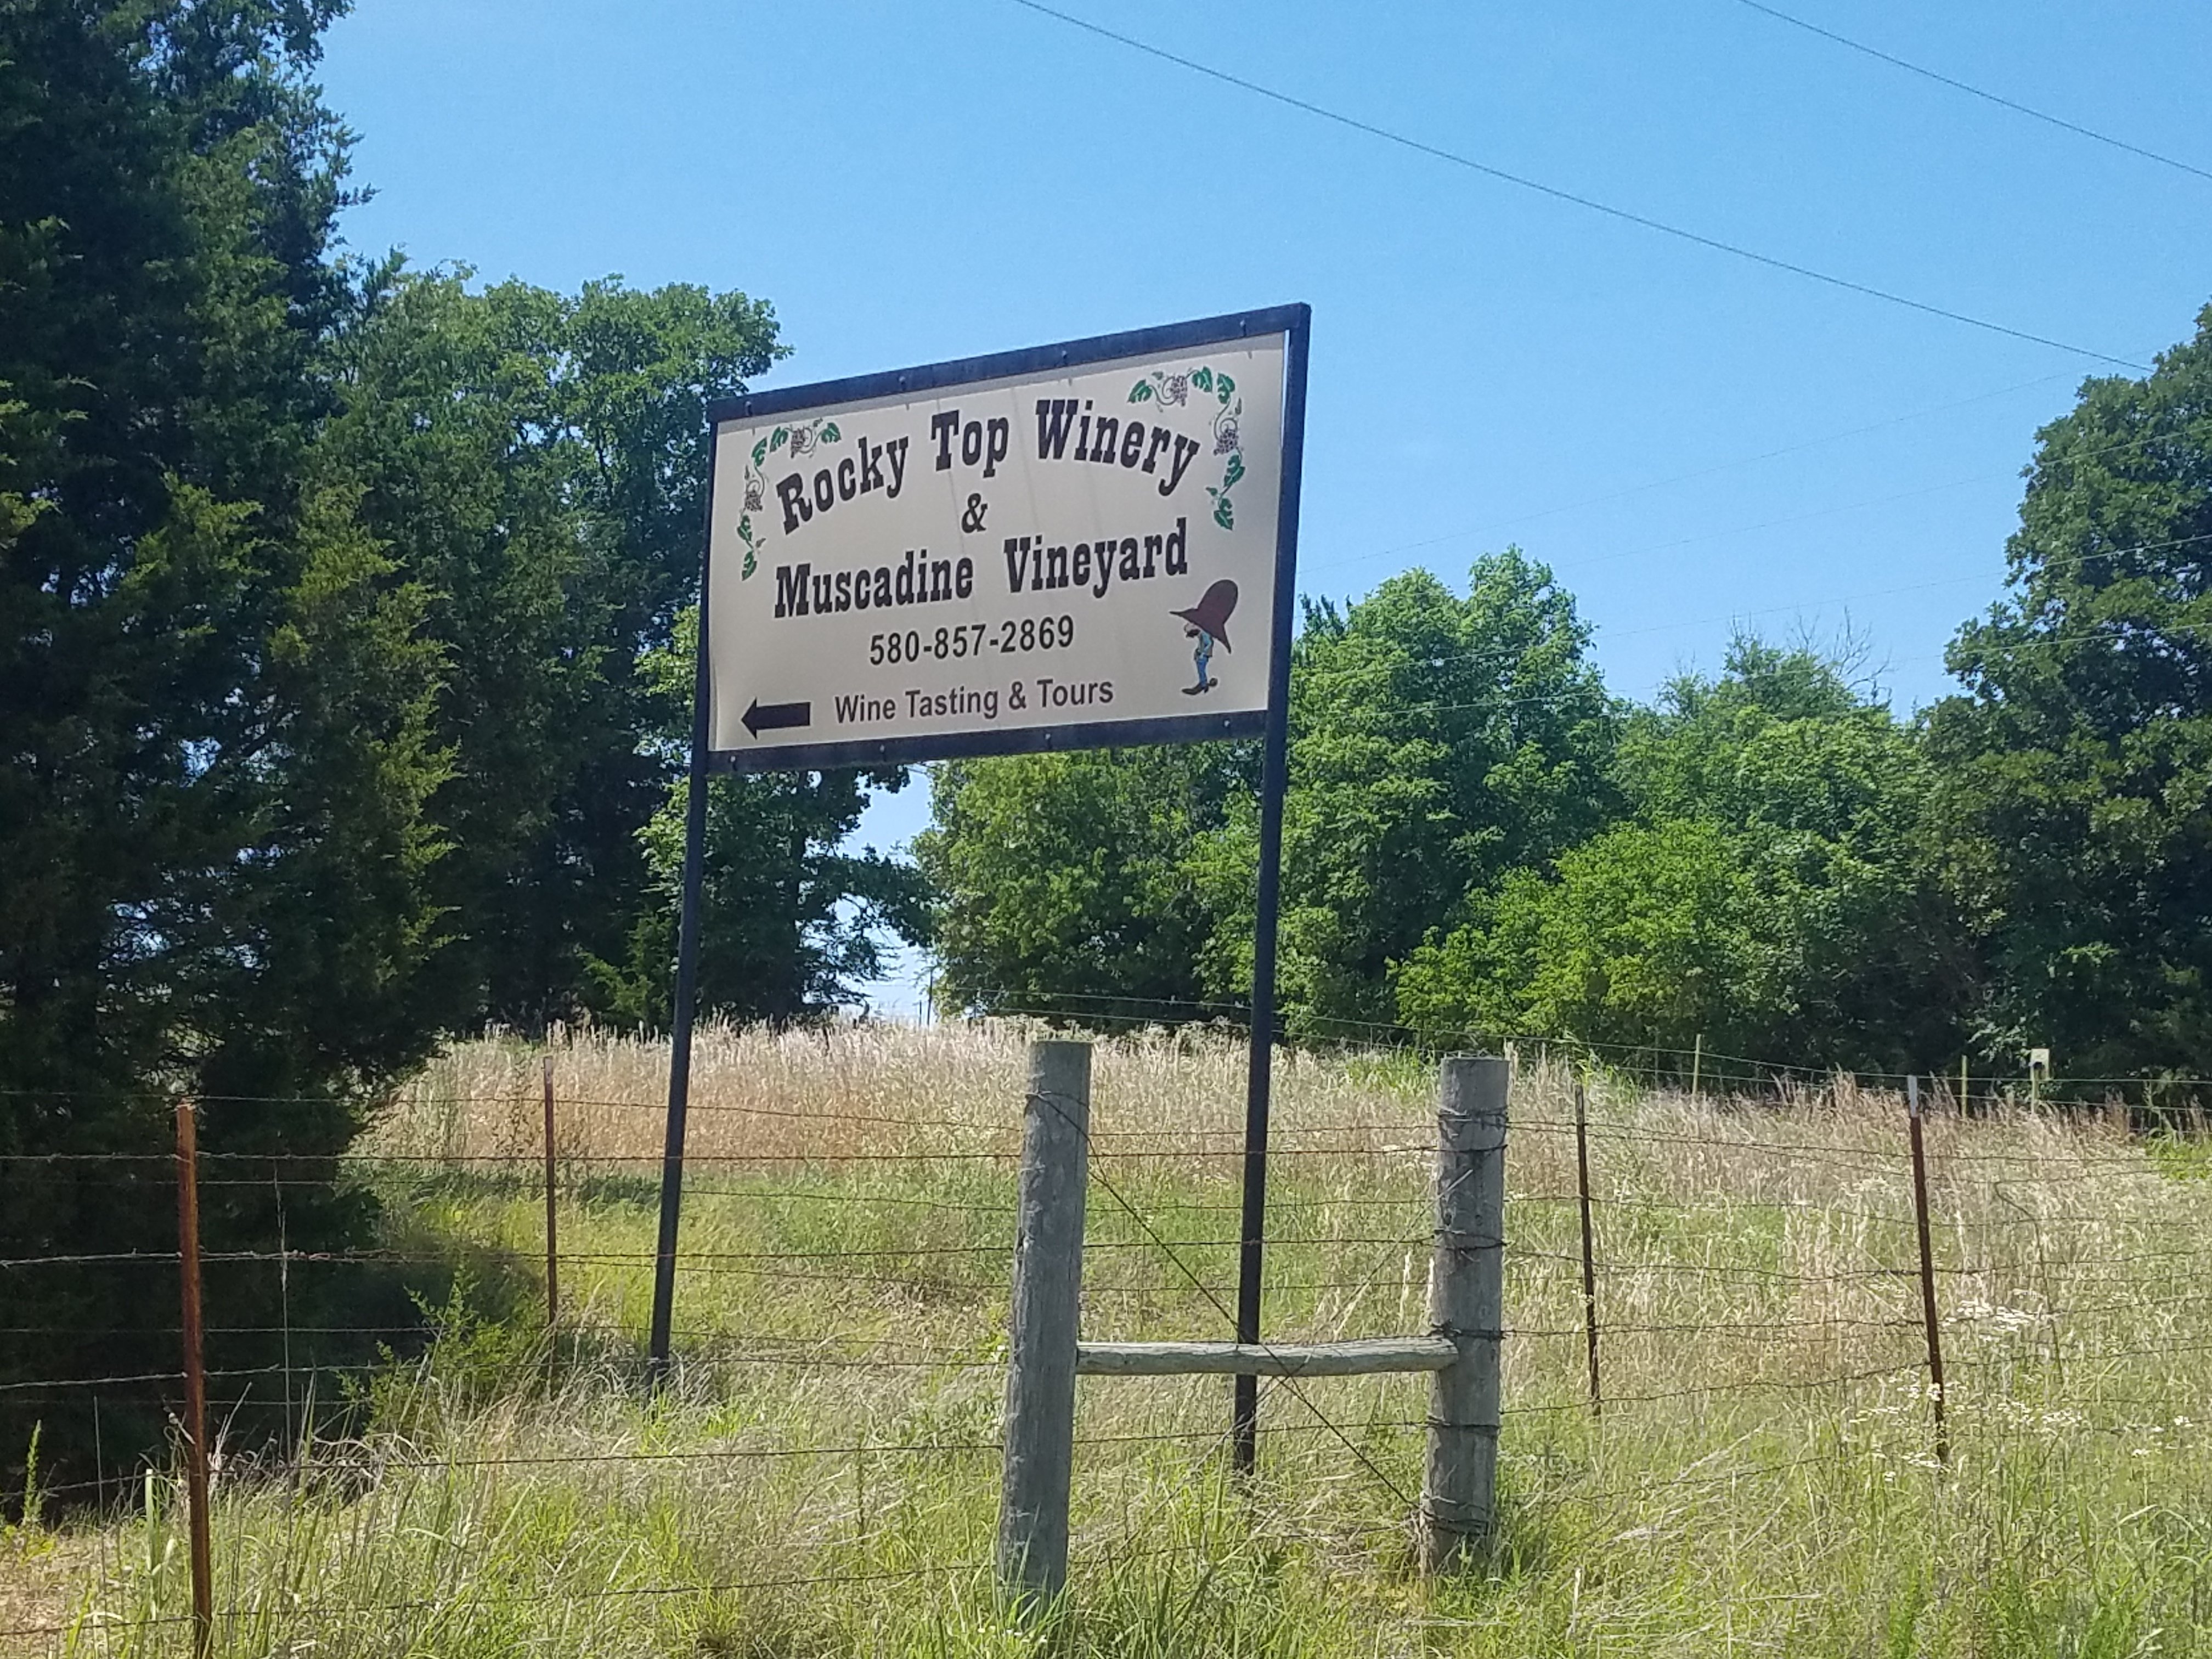 Rocky Top Winery
&
Muscadine Vineyard
580-857-2869
Wine Tasting & Tours